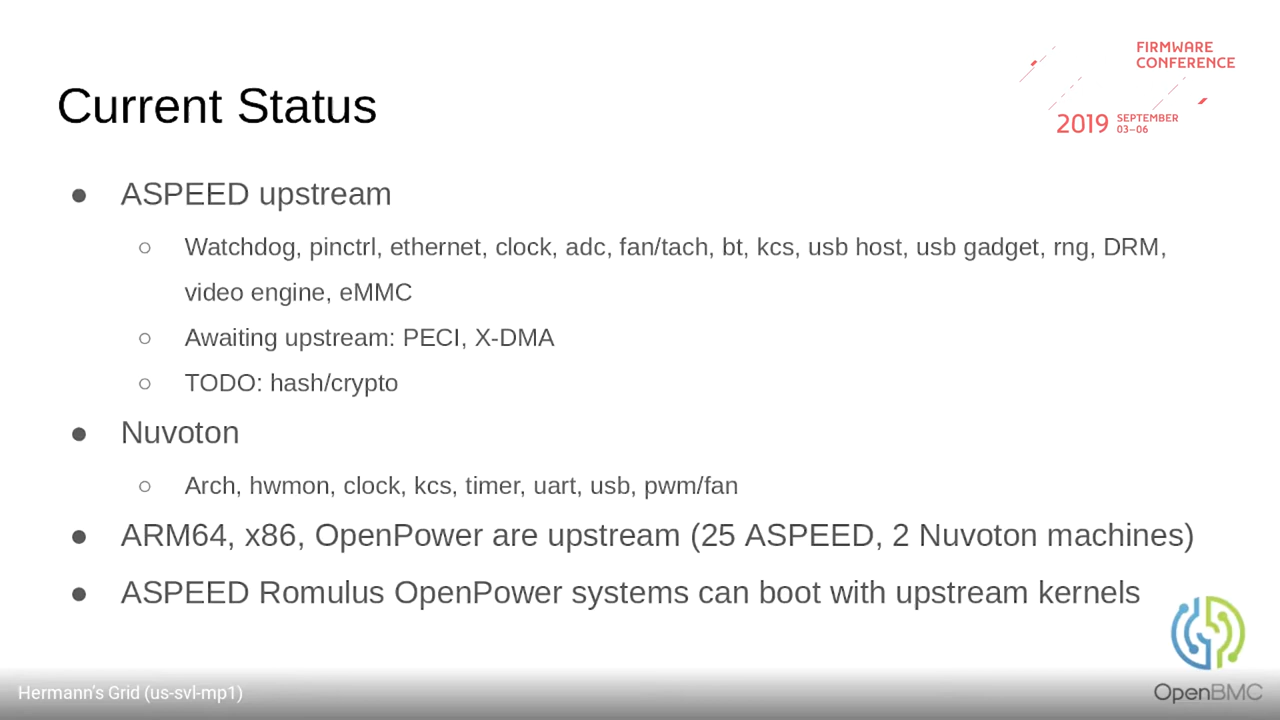 FIRMWARE
CONFERENCE
2019 SEPTEMBER
03–06
Current Status
● ASPEED upstream
○ Watchdog, pinctrl, ethernet, clock, adc, fan/tach, bt, kcs, usb host, usb gadget, rng, DRM,
video engine, eMMC
○ Awaiting upstream: PECI, X-DMA
○ TODO: hash/crypto
● Nuvoton
○ Arch, hwmon, clock, kcs, timer, uart, usb, pwm/fan
● ARM64, x86, OpenPower are upstream (25 ASPEED, 2 Nuvoton machines)
● ASPEED Romulus OpenPower systems can boot with upstream kernels
Hermann's Grid (us-svl-mp1)
OpenBMC